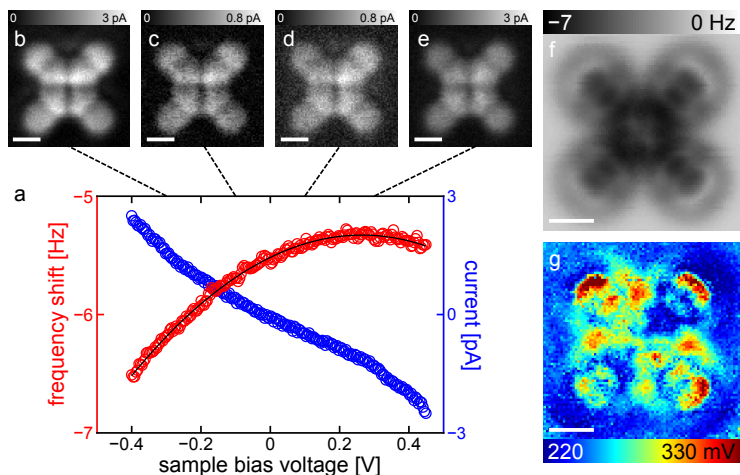 0 3 pA
b
0 0.8 pA
c
0 0.8 pA
d
0 3 pA
e
−7 0 Hz
f
a
−5
−6
−7
frequency shift [Hz]
3
0
−3
current [pA]
−0.4 −0.2 0 0.2 0.4
sample bias voltage [V]
g
220 330 mV